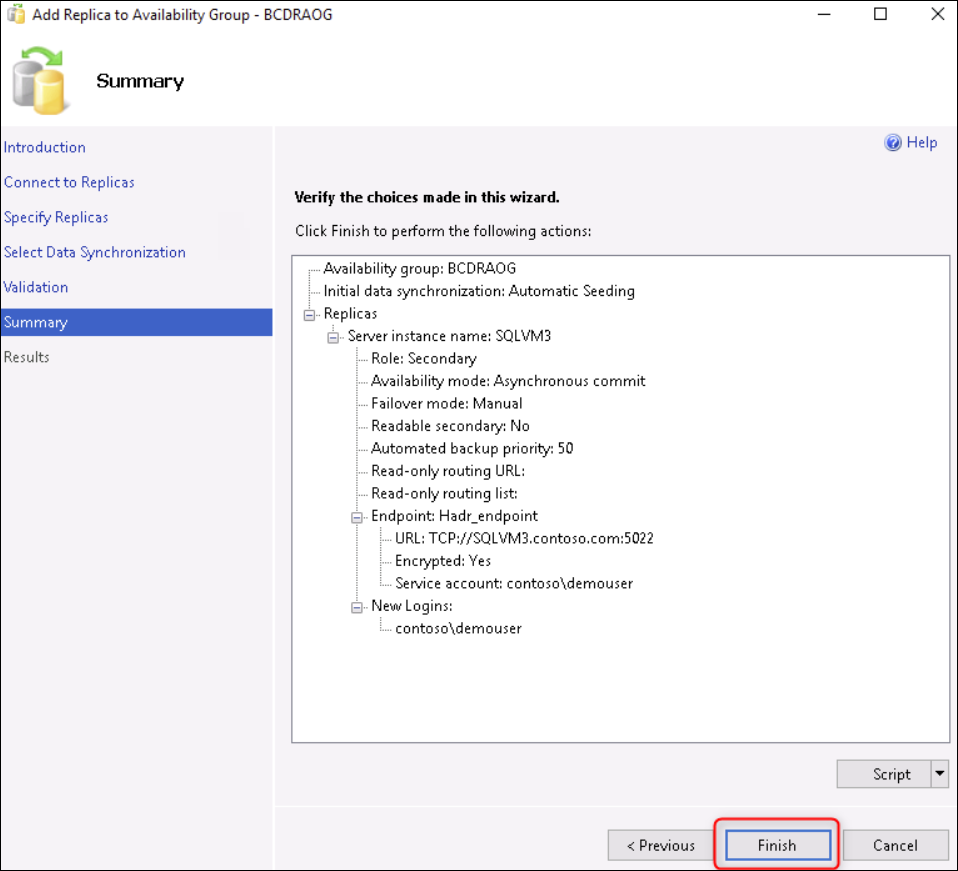 Add Replica to Availability Group - BCDRAOG
Summary
Introduction
Help
Connect to Replicas
Specify Replicas
Select Data Synchronization
Validation
Summary
Results
Verify the choices made in this wizard.
Click Finish to perform the following actions:
Availability group: BCDRAOG
Initial data synchronization: Automatic Seeding
Replicas
Server instance name: SQLVM3
Role: Secondary
Availability mode: Asynchronous commit
Failover mode: Manual
Readable secondary: No
Automated backup priority: 50
Read-only routing URL:
Read-only routing list:
Endpoint: Hadr_endpoint
URL: TCP://SQLVM3.contoso.com:5022
Encrypted: Yes
Service account: contoso\demouser
New Logins:
contoso\demouser
Script
< Previous
Finish
Cancel